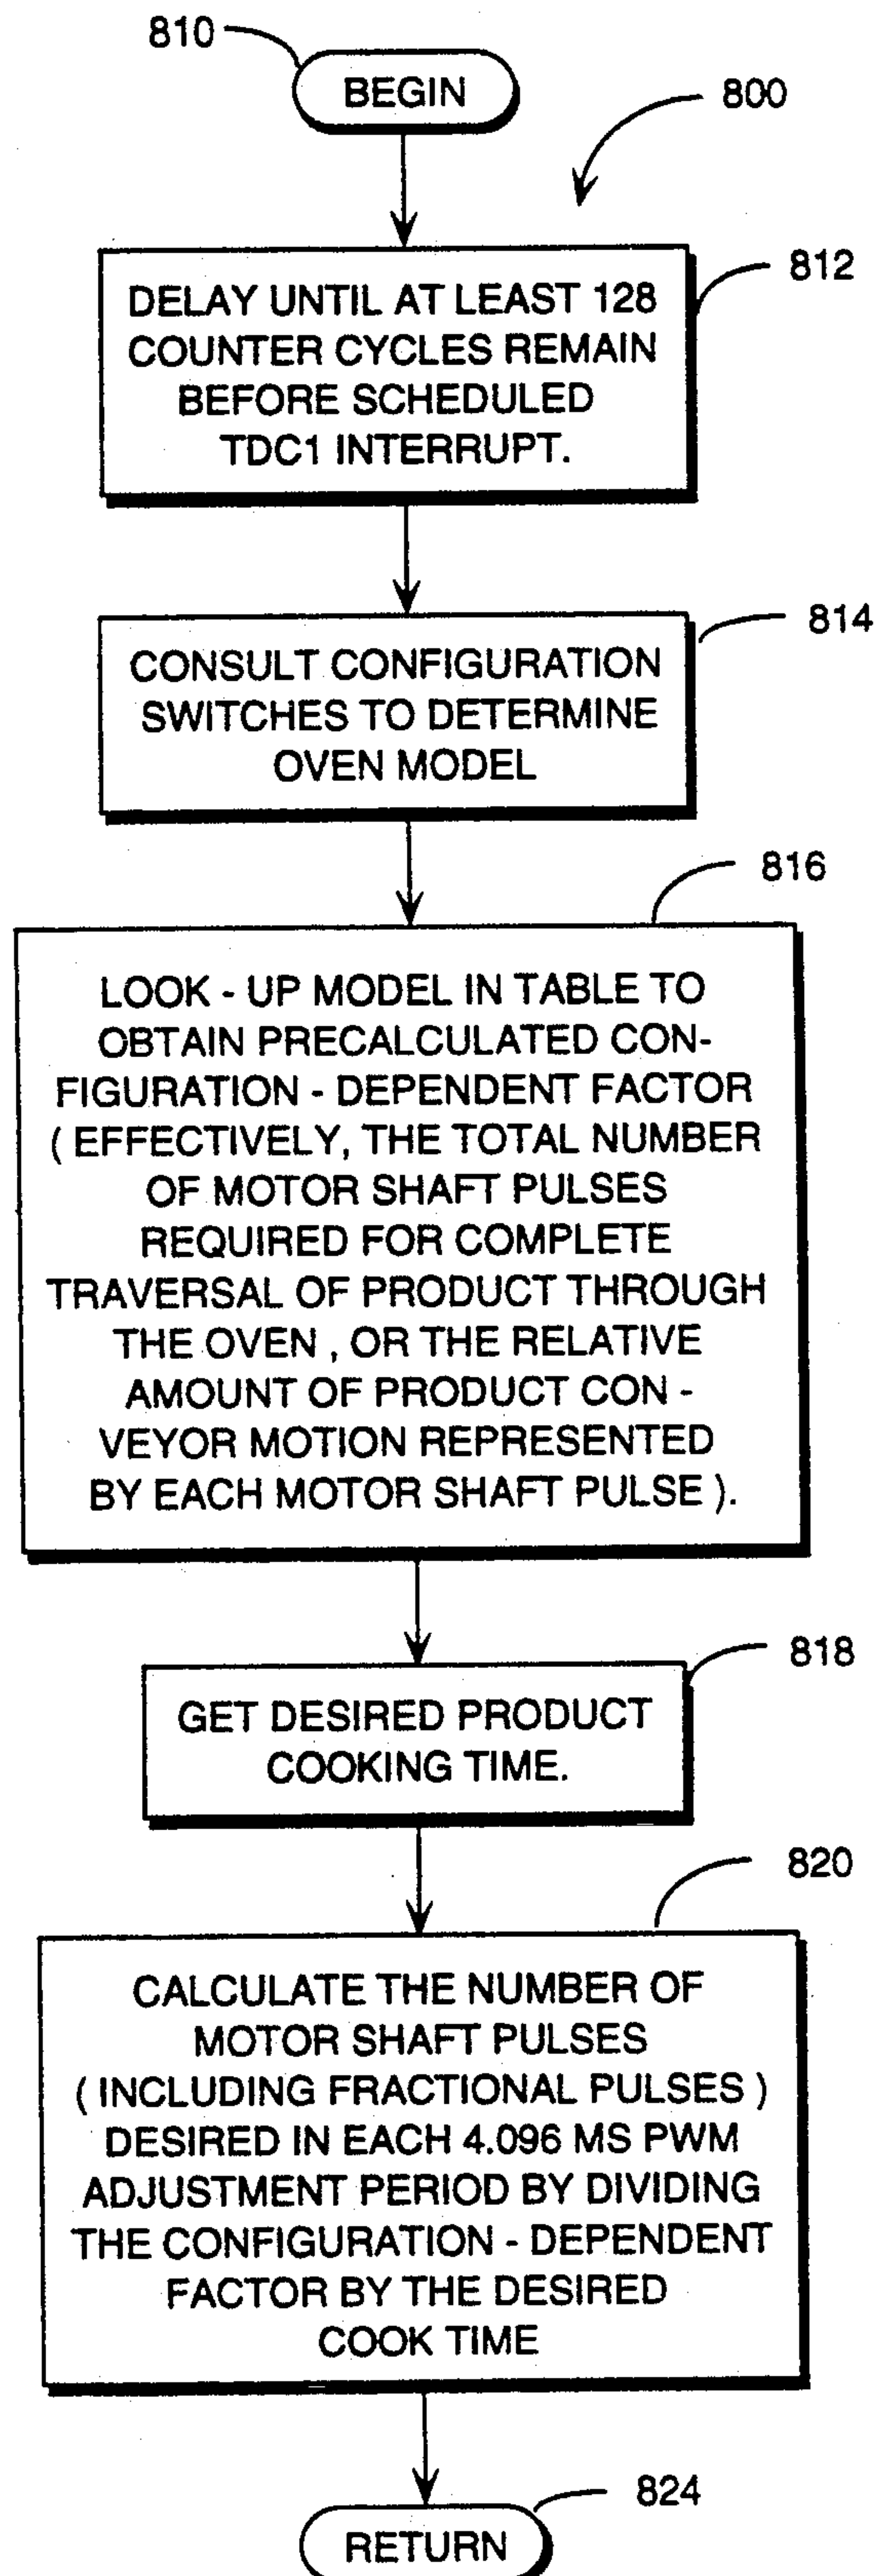 810
BEGIN
800
812
DELAY UNTIL AT LEAST 128
COUNTER CYCLES REMAIN
BEFORE SCHEDULED
TDC1 INTERRUPT.
814
CONSULT CONFIGURATION
SWITCHES TO DETERMINE
OVEN MODEL
816
LOOK - UP MODEL IN TABLE TO
OBTAIN PRECALCULATED CON-
FIGURATION - DEPENDENT FACTOR
( EFFECTIVELY, THE TOTAL NUMBER
OF MOTOR SHAFT PULSES
REQUIRED FOR COMPLETE
TRAVERSAL OF PRODUCT THROUGH
THE OVEN , OR THE RELATIVE
AMOUNT OF PRODUCT CON -
VEYOR MOTION REPRESENTED
BY EACH MOTOR SHAFT PULSE ).
818
GET DESIRED PRODUCT
COOKING TIME.
820
CALCULATE THE NUMBER OF
MOTOR SHAFT PULSES
( INCLUDING FRACTIONAL PULSES )
DESIRED IN EACH 4.096 MS PWM
ADJUSTMENT PERIOD BY DIVIDING
THE CONFIGURATION - DEPENDENT
FACTOR BY THE DESIRED
COOK TIME
824
RETURN